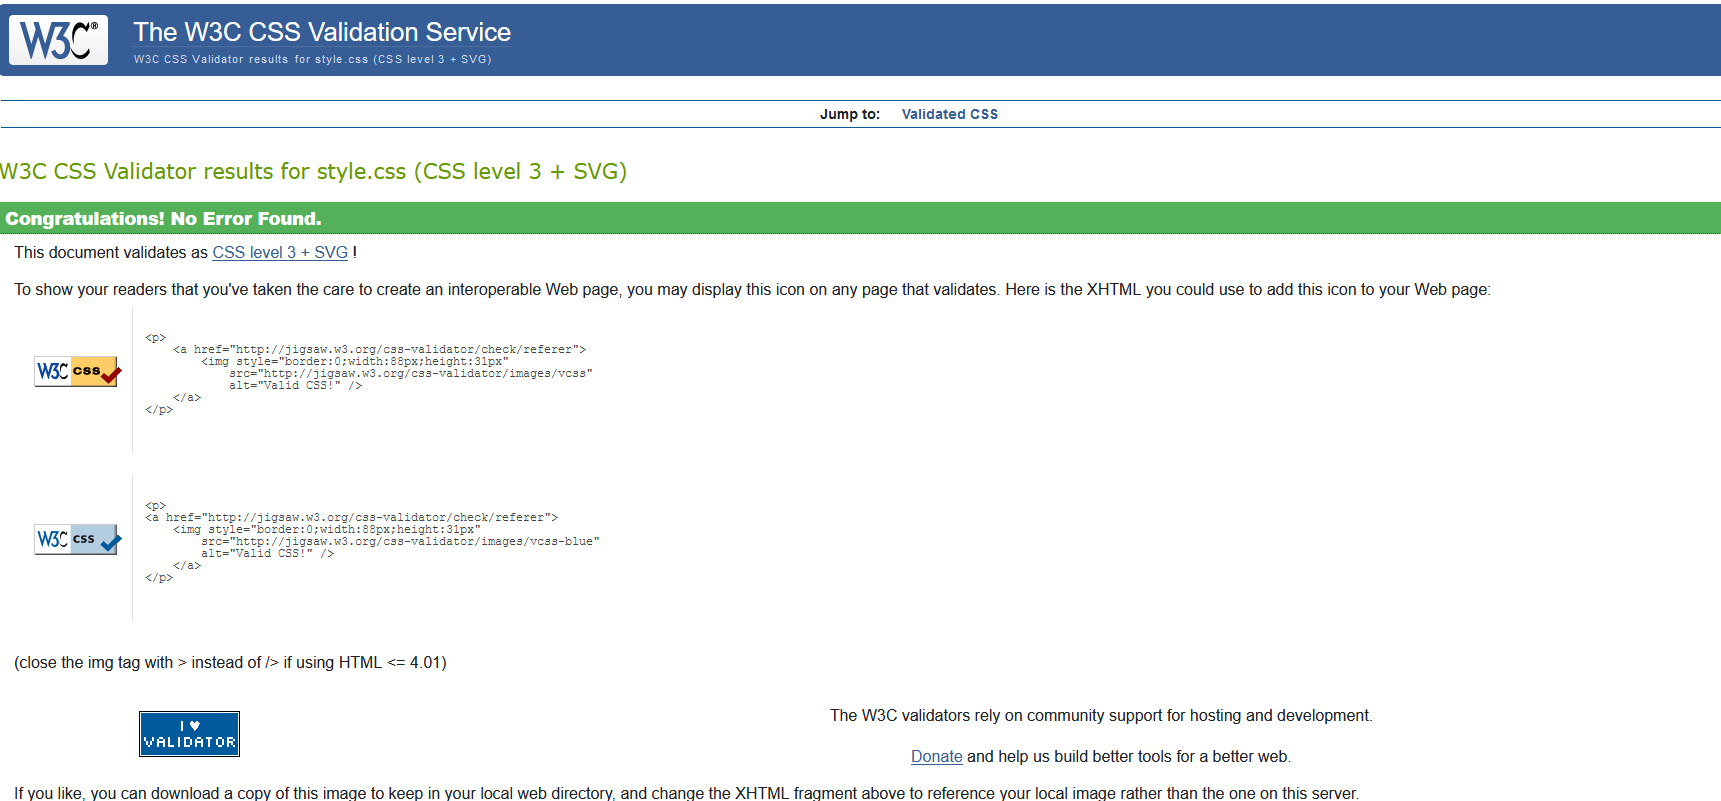 W3C® The W3C CSS Validation Service
W3C CSS Validator results for style.css (CSS level 3 + SVG)
Jump to: Validated CSS
W3C CSS Validator results for style.css (CSS level 3 + SVG)
Congratulations! No Error Found.
This document validates as CSS level 3 + SVG !
To show your readers that you've taken the care to create an interoperable Web page, you may display this icon on any page that validates. Here is the XHTML you could use to add this icon to your Web page:
W3C css
<p>
    <a href="http://jigsaw.w3.org/css-validator/check/referer">
        <img style="border:0;width:88px;height:31px"
            src="http://jigsaw.w3.org/css-validator/images/vcss"
            alt="Valid CSS!" />
    </a>
</p>
W3C css
<p>
<a href="http://jigsaw.w3.org/css-validator/check/referer">
    <img style="border:0;width:88px;height:31px"
        src="http://jigsaw.w3.org/css-validator/images/vcss-blue"
        alt="Valid CSS!" />
    </a>
</p>
(close the img tag with > instead of /> if using HTML <= 4.01)
I ♥
VALIDATOR
The W3C validators rely on community support for hosting and development.
Donate and help us build better tools for a better web.
If you like, you can download a copy of this image to keep in your local web directory, and change the XHTML fragment above to reference your local image rather than the one on this server.